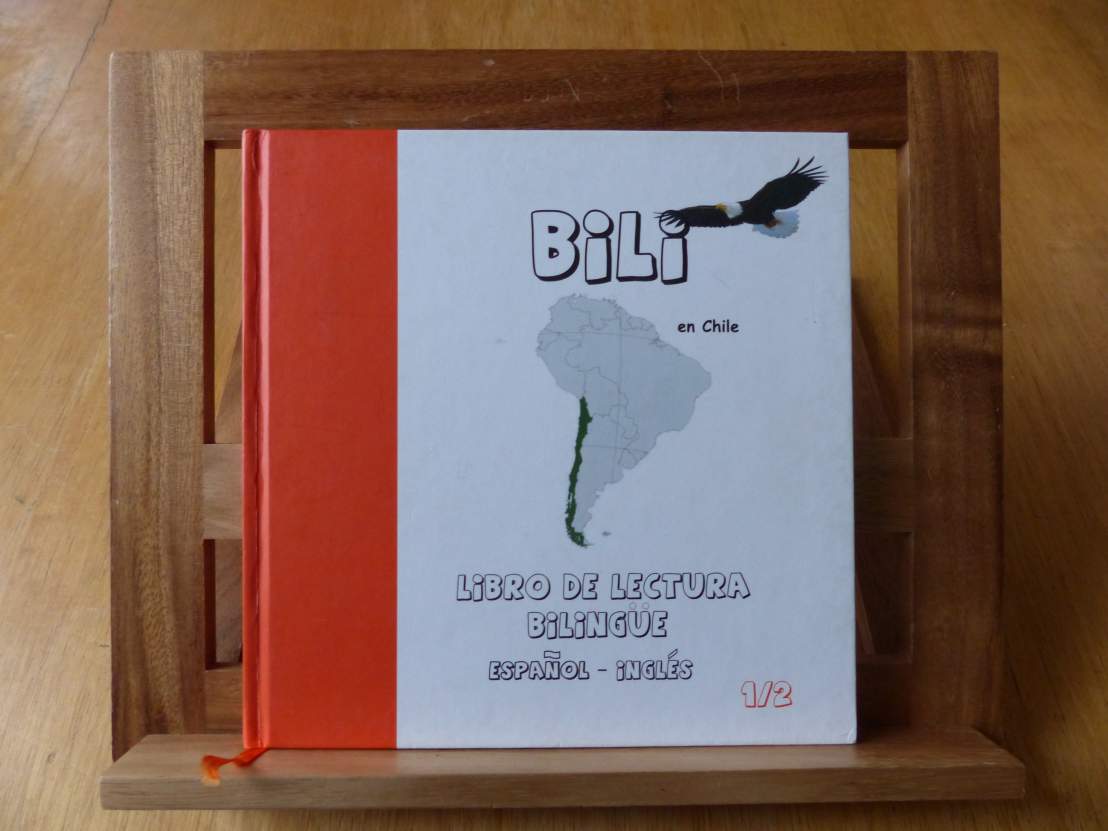 BiLi
en Chile
LiBRO DE LECTURA
BiLiNGÜE
ESPAÑOL - iNGLÉS
1/2